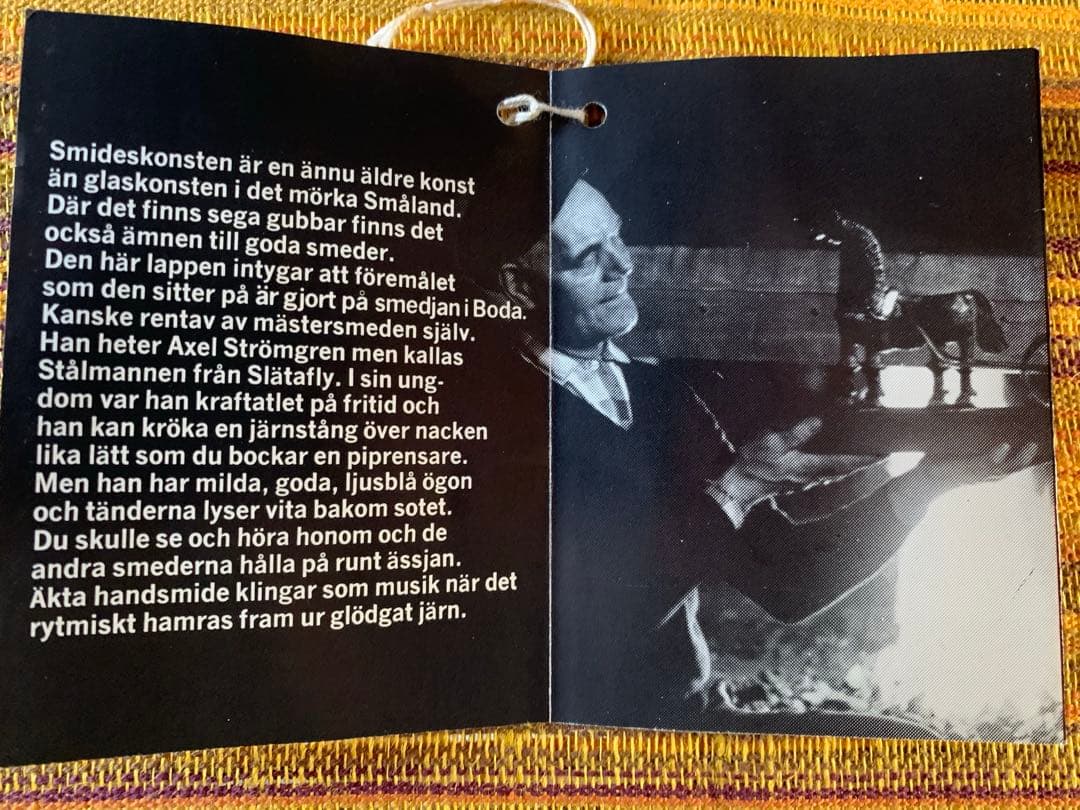 Smideskonsten är en ännu äldre konst
än glaskonsten i det mörka Småland.
Där det finns sega gubbar finns det
också ämnen till goda smeder.
Den här lappen intygar att föremålet
som den sitter på är gjort på smedjan i Boda.
Kanske rentav av mästersmeden själv.
Han heter Axel Strömgren men kallas
Stålmannen från Slätafly. I sin ung-
dom var han kraftatlet på fritid och
han kan kröka en järnstång över nacken
lika lätt som du bockar en piprensare.
Men han har milda, goda, ljusblå ögon
och tänderna lyser vita bakom sotet.
Du skulle se och höra honom och de
andra smederna hålla på runt ässjan.
Äkta handsmide klingar som musik när det
rytmiskt hamras fram ur glödgat järn.